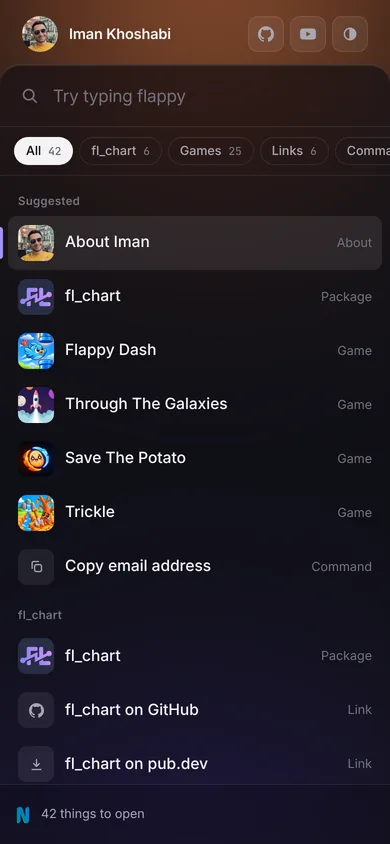 Iman Khoshabi
Try typing flappy
All 42
fl_chart 6
Games 25
Links 6
Comma
Suggested
About Iman About
fl_chart Package
Flappy Dash Game
Through The Galaxies Game
Save The Potato Game
Trickle Game
Copy email address Command
fl_chart
fl_chart Package
fl_chart on GitHub Link
fl_chart on pub.dev Link
42 things to open